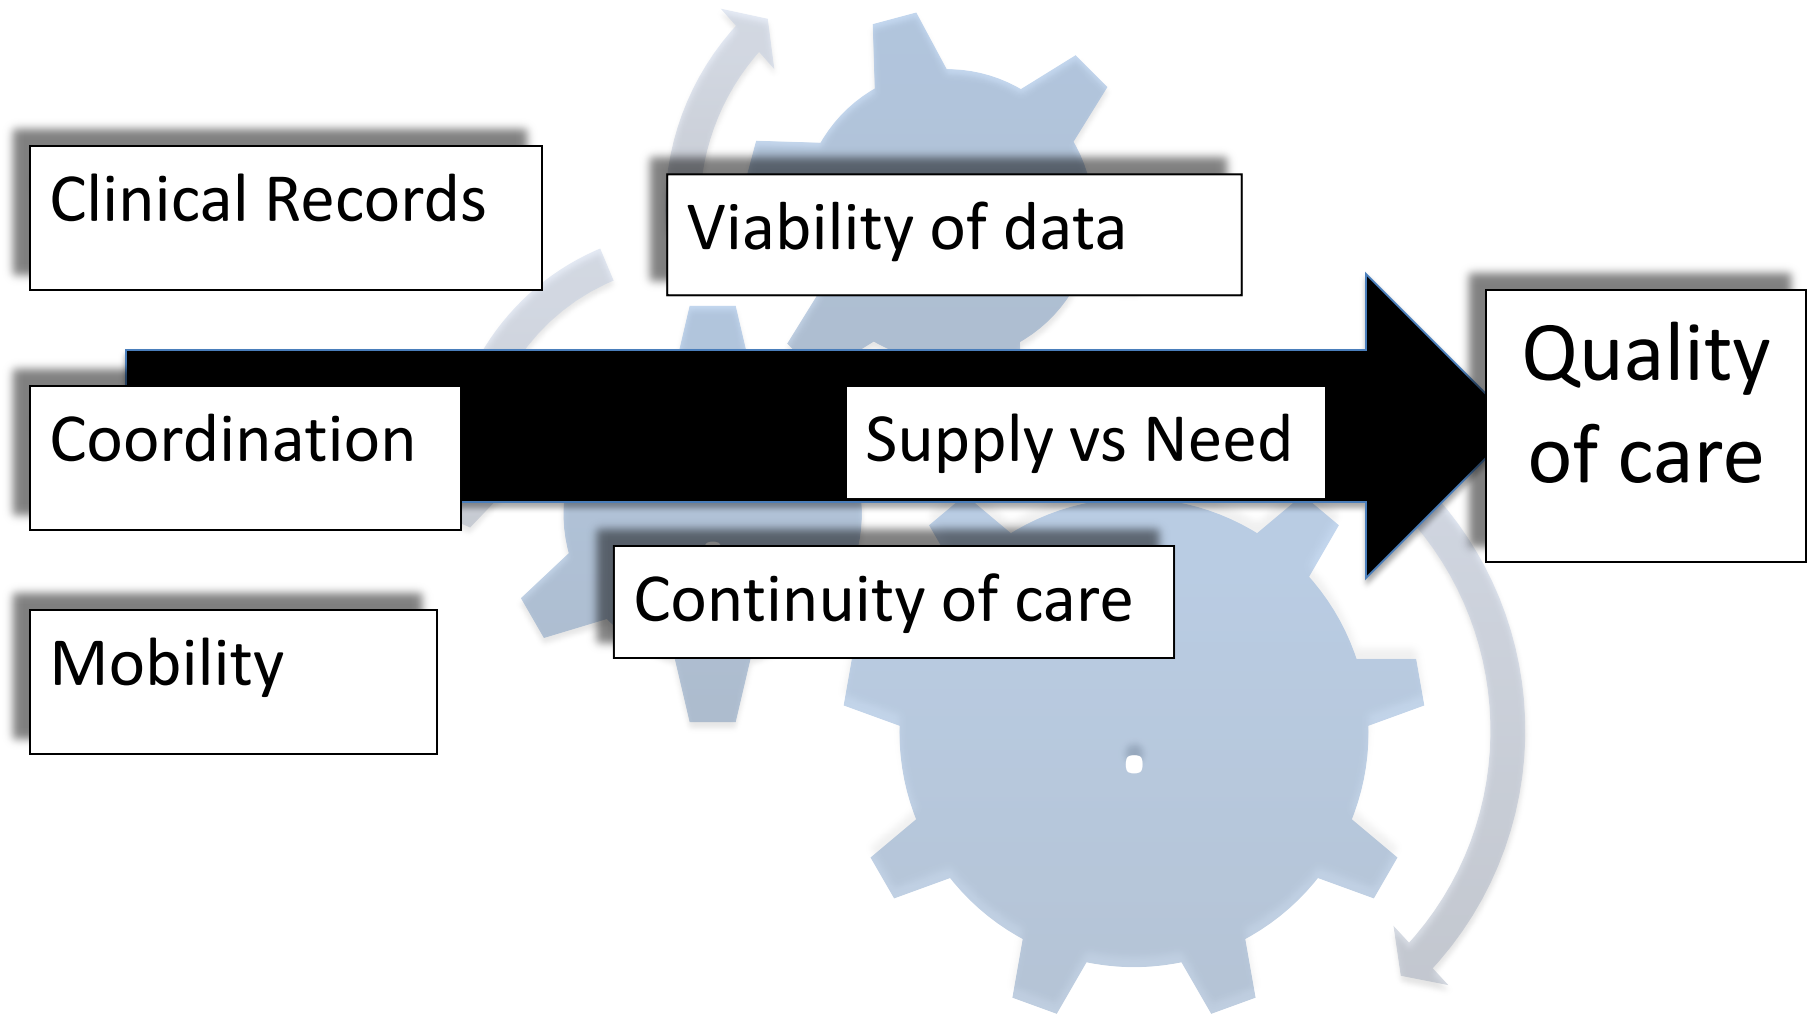 Clinical Records
Viability of data
Coordination
Supply vs Need
Quality
of care
Continuity of care
Mobility